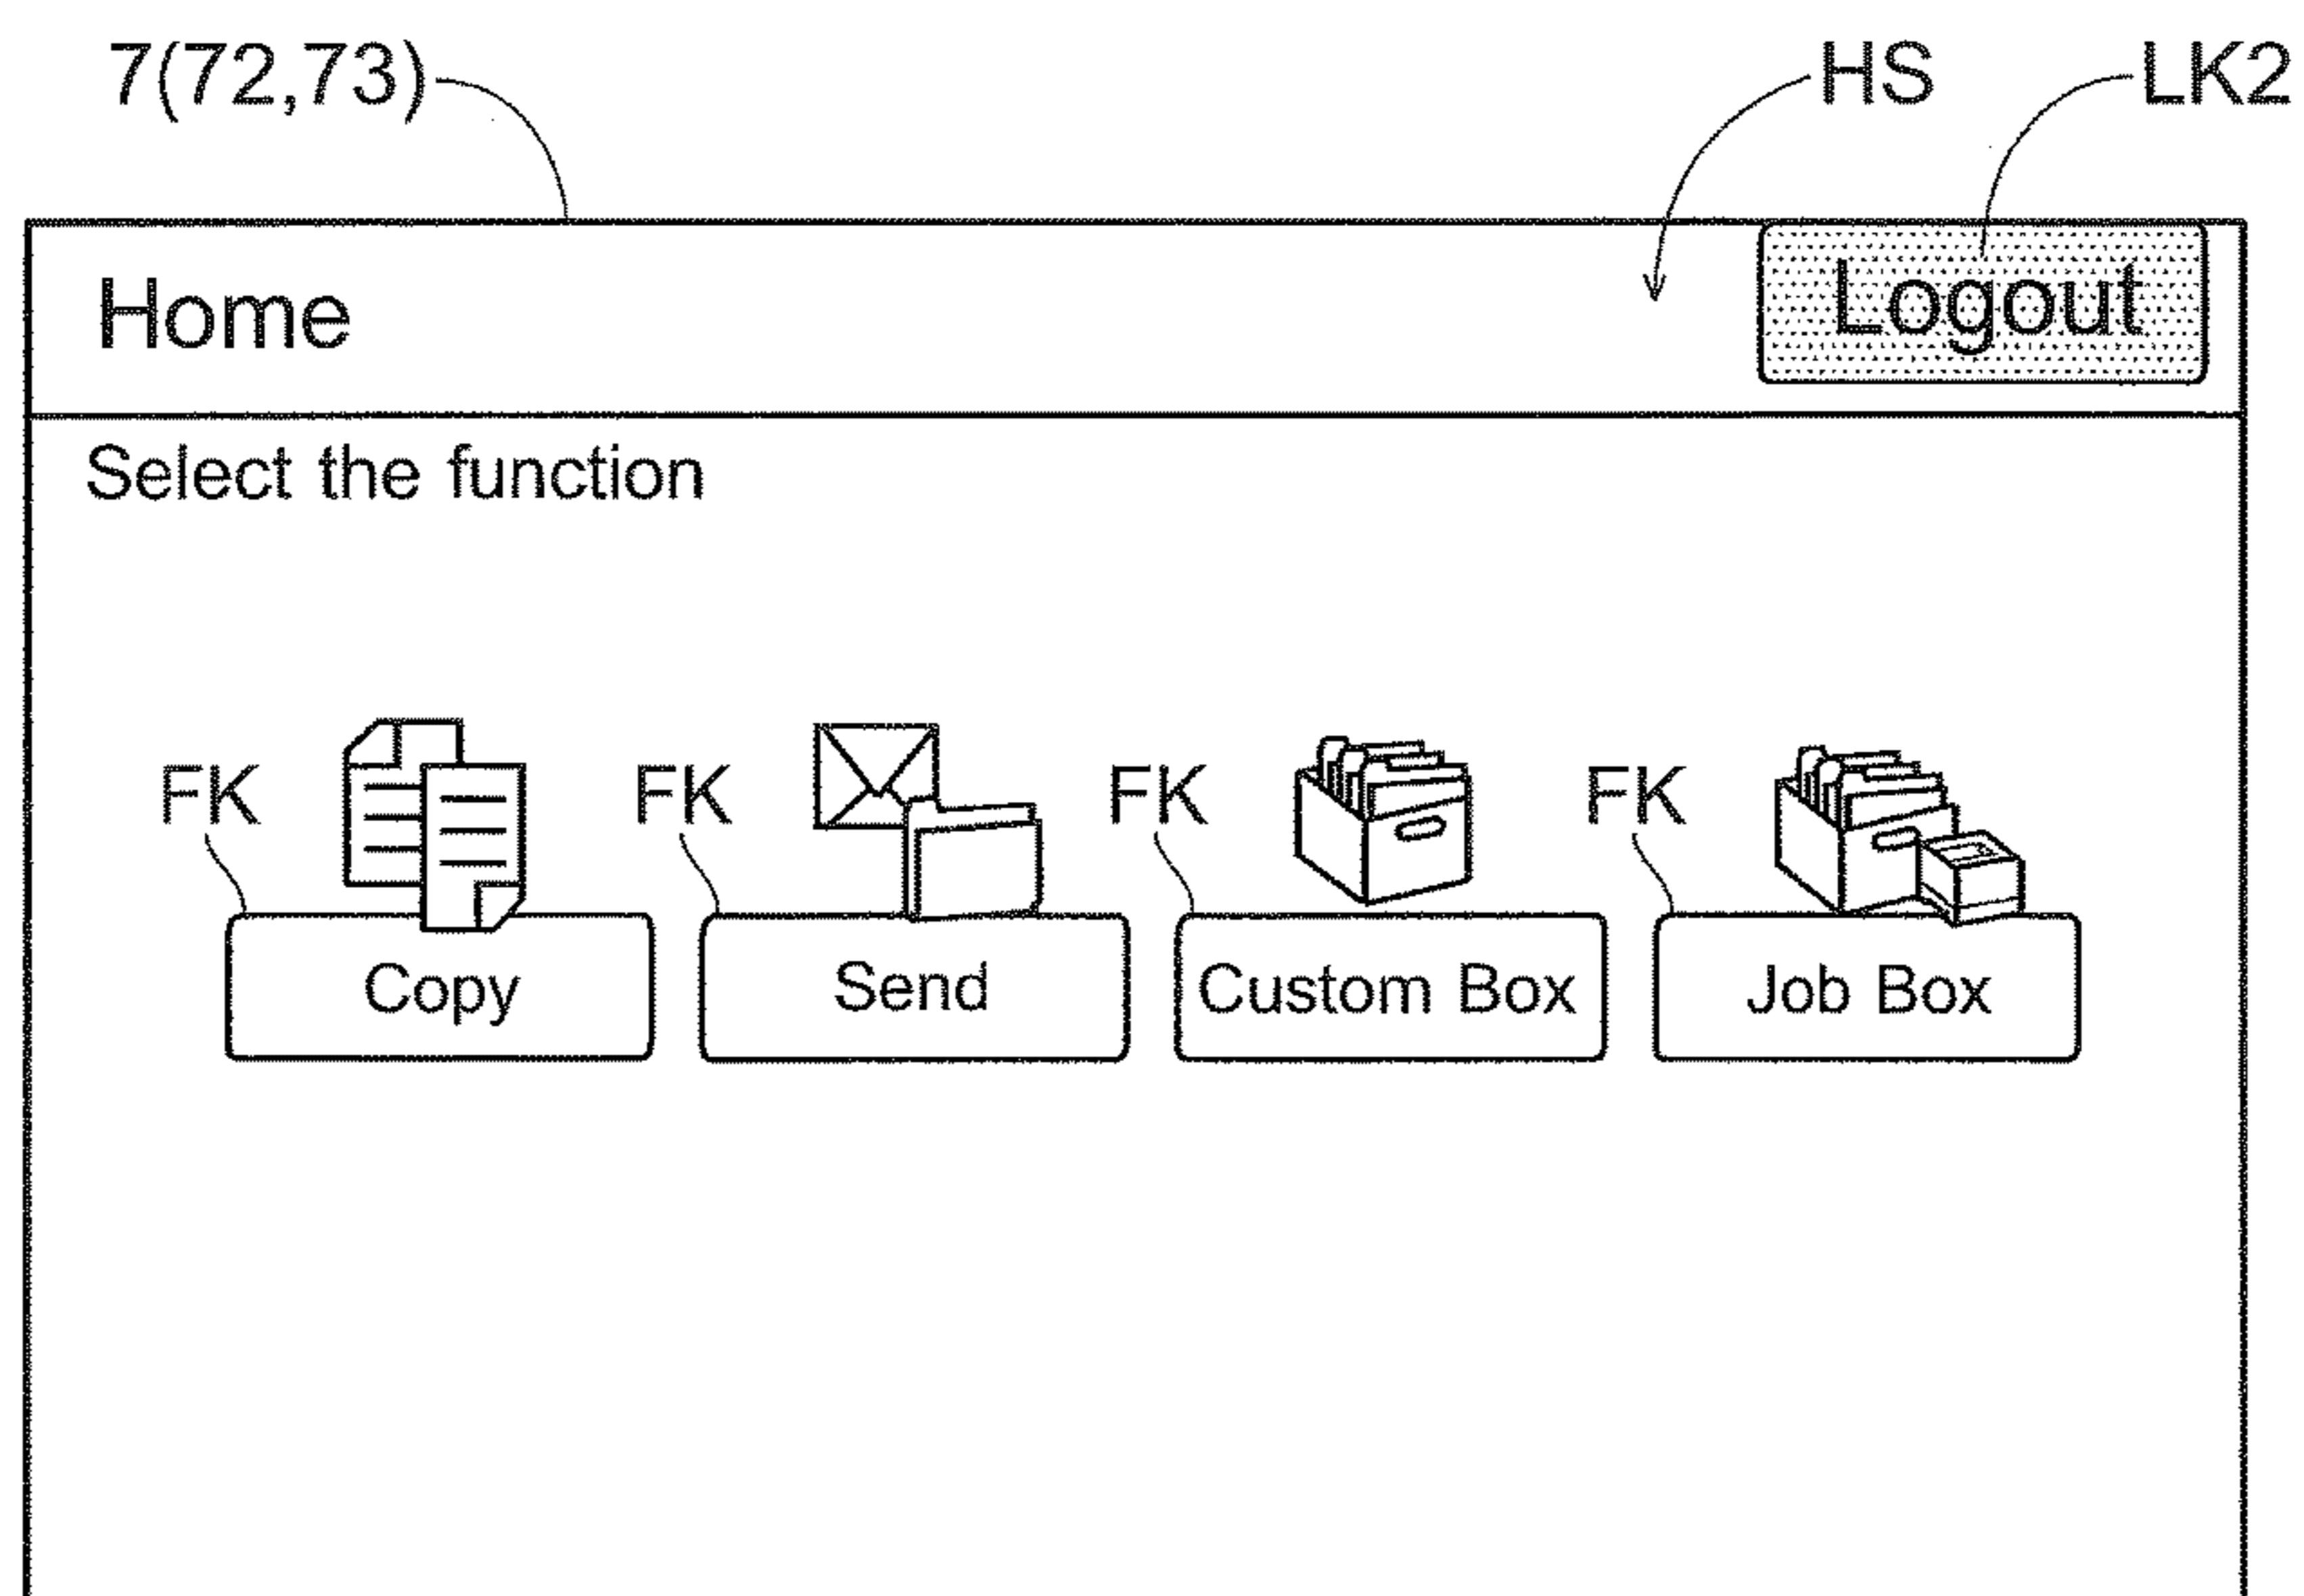 7(72,73) HS LK2
Home Logout
Select the function
FK FK FK FK
Copy Send Custom Box Job Box